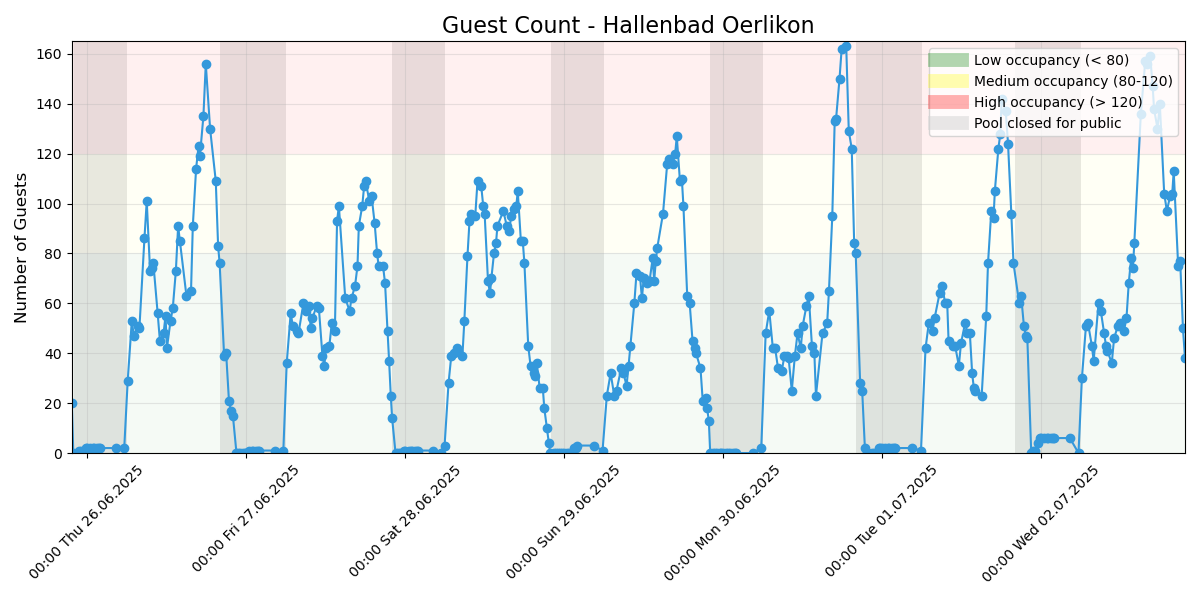 Guest Count - Hallenbad Oerlikon
Number of Guests
160
140
120
100
80
60
40
20
0
Low occupancy (< 80)
Medium occupancy (80-120)
High occupancy (> 120)
Pool closed for public
00:00 Thu 26.06.2025
00:00 Fri 27.06.2025
00:00 Sat 28.06.2025
00:00 Sun 29.06.2025
00:00 Mon 30.06.2025
00:00 Tue 01.07.2025
00:00 Wed 02.07.2025